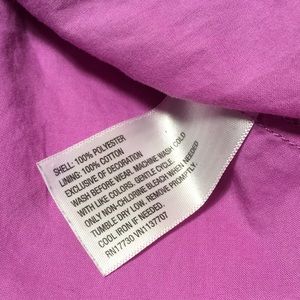 SHELL: 100% POLYESTER
LINING: 100% COTTON
EXCLUSIVE OF DECORATION
WASH BEFORE WEAR. MACHINE WASH COLD
WITH LIKE COLORS. GENTLE CYCLE.
ONLY NON-CHLORINE BLEACH WHEN NEEDED.
TUMBLE DRY LOW. REMOVE PROMPTLY.
COOL IRON IF NEEDED.
RN17730 VN1137707